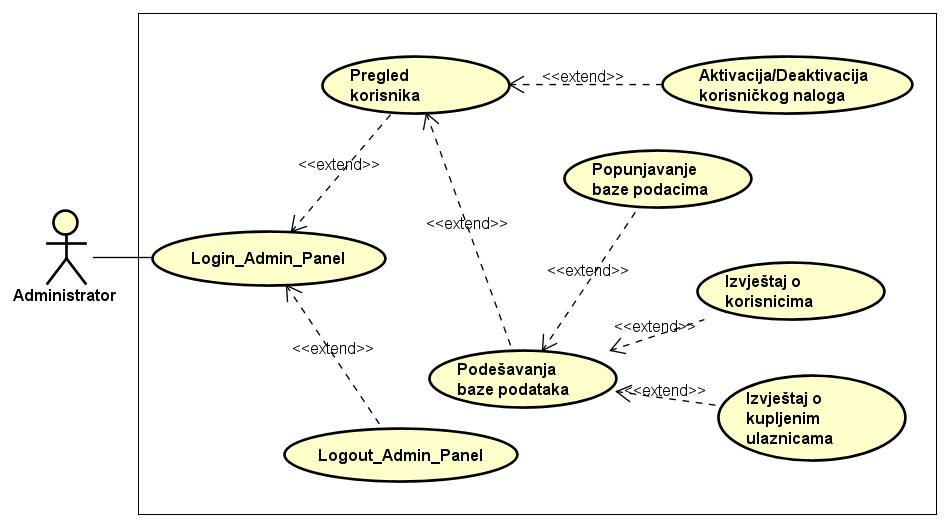 Pregled
korisnika
<<extend>>
Aktivacija/Deaktivacija
korisničkog naloga
<<extend>>
Popunjavanje
baze podacima
<<extend>>
Login_Admin_Panel
Administrator
<<extend>>
Izvještaj o
korisnicima
<<extend>>
<<extend>>
Podešavanja
baze podataka
<<extend>>
Izvještaj o
kupljenim
ulaznicama
Logout_Admin_Panel